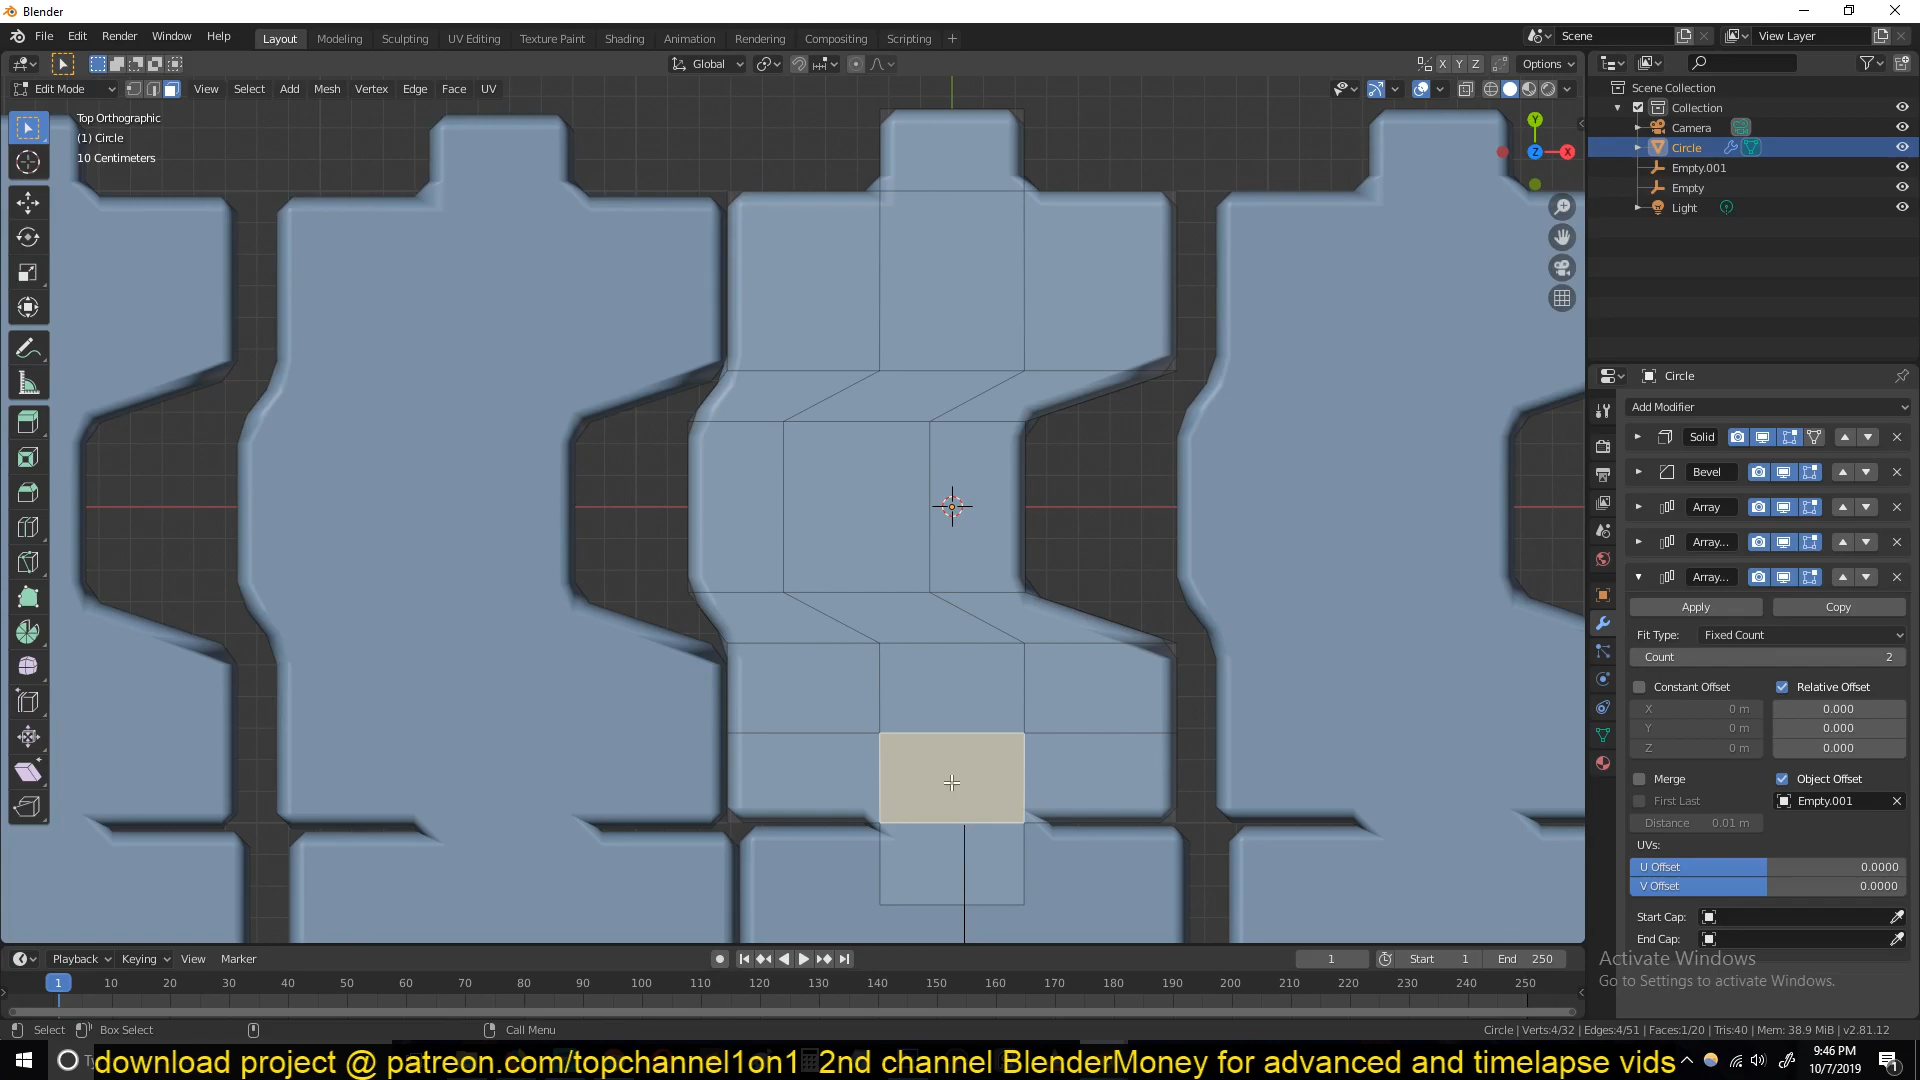 Blender
File Edit Render Window Help
Layout Modeling Sculpting UV Editing Texture Paint Shading Animation Rendering Compositing Scripting +
Scene View Layer
Global X Y Z Options
Edit Mode View Select Add Mesh Vertex Edge Face UV
Top Orthographic
(1) Circle
10 Centimeters
Y
Z X
Scene Collection
Collection
Camera
Circle
Empty.001
Empty
Light
Circle
Add Modifier
Solid
Bevel
Array
Array...
Array...
Apply Copy
Fit Type: Fixed Count
Count 2
Constant Offset Relative Offset
X 0 m 0.000
Y 0 m 0.000
Z 0 m 0.000
Merge Object Offset
First Last Empty.001
Distance 0.01 m
UVs:
U Offset 0.0000
V Offset 0.0000
Start Cap:
End Cap:
Activate Windows
Go to Settings to activate Windows.
Playback Keying View Marker 1 Start 1 End 250
1 10 20 30 40 50 60 70 80 90 100 110 120 130 140 150 160 170 180 190 200 210 220 230 240 250
Select Box Select Call Menu Circle | Verts:4/32 | Edges:4/51 | Faces:1/20 | Tris:40 | Mem: 38.9 MiB | v2.81.12
download project @ patreon.com/topchannel1on1 2nd channel BlenderMoney for advanced and timelapse vids
9:46 PM
10/7/2019
1